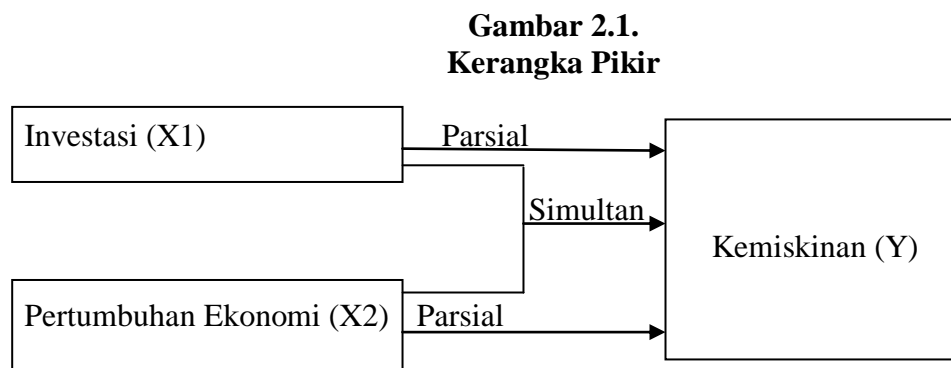 Gambar 2.1.
Kerangka Pikir
Investasi (X1)
Parsial
Simultan
Kemiskinan (Y)
Pertumbuhan Ekonomi (X2)
Parsial